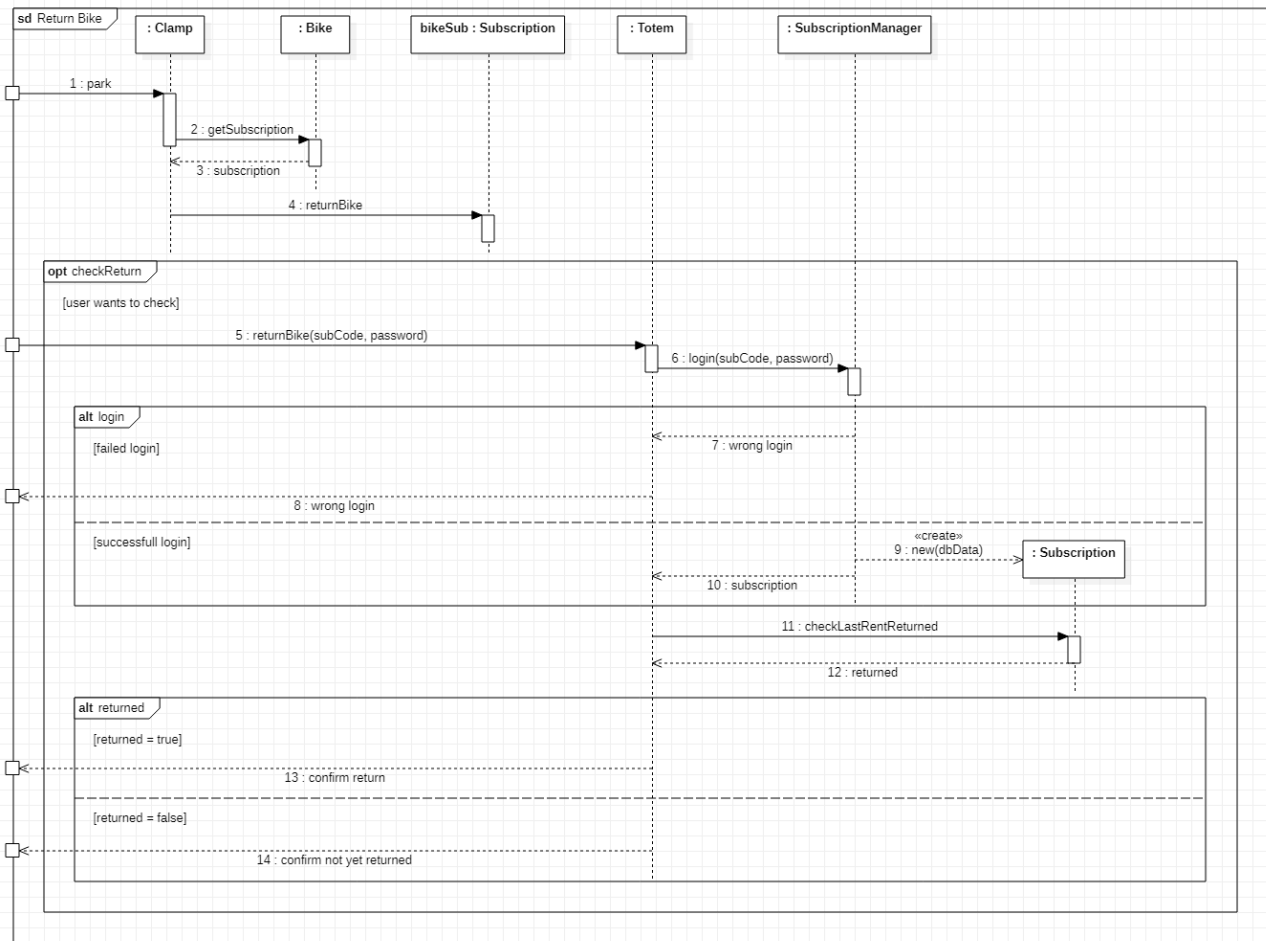 sd Return Bike
: Clamp
: Bike
bikeSub : Subscription
: Totem
: SubscriptionManager
1 : park
2 : getSubscription
3 : subscription
4 : returnBike
opt checkReturn
[user wants to check]
5 : returnBike(subCode, password)
6 : login(subCode, password)
alt login
[failed login]
7 : wrong login
8 : wrong login
[successfull login]
«create»
9 : new(dbData)
: Subscription
10 : subscription
11 : checkLastRentReturned
12 : returned
alt returned
[returned = true]
13 : confirm return
[returned = false]
14 : confirm not yet returned